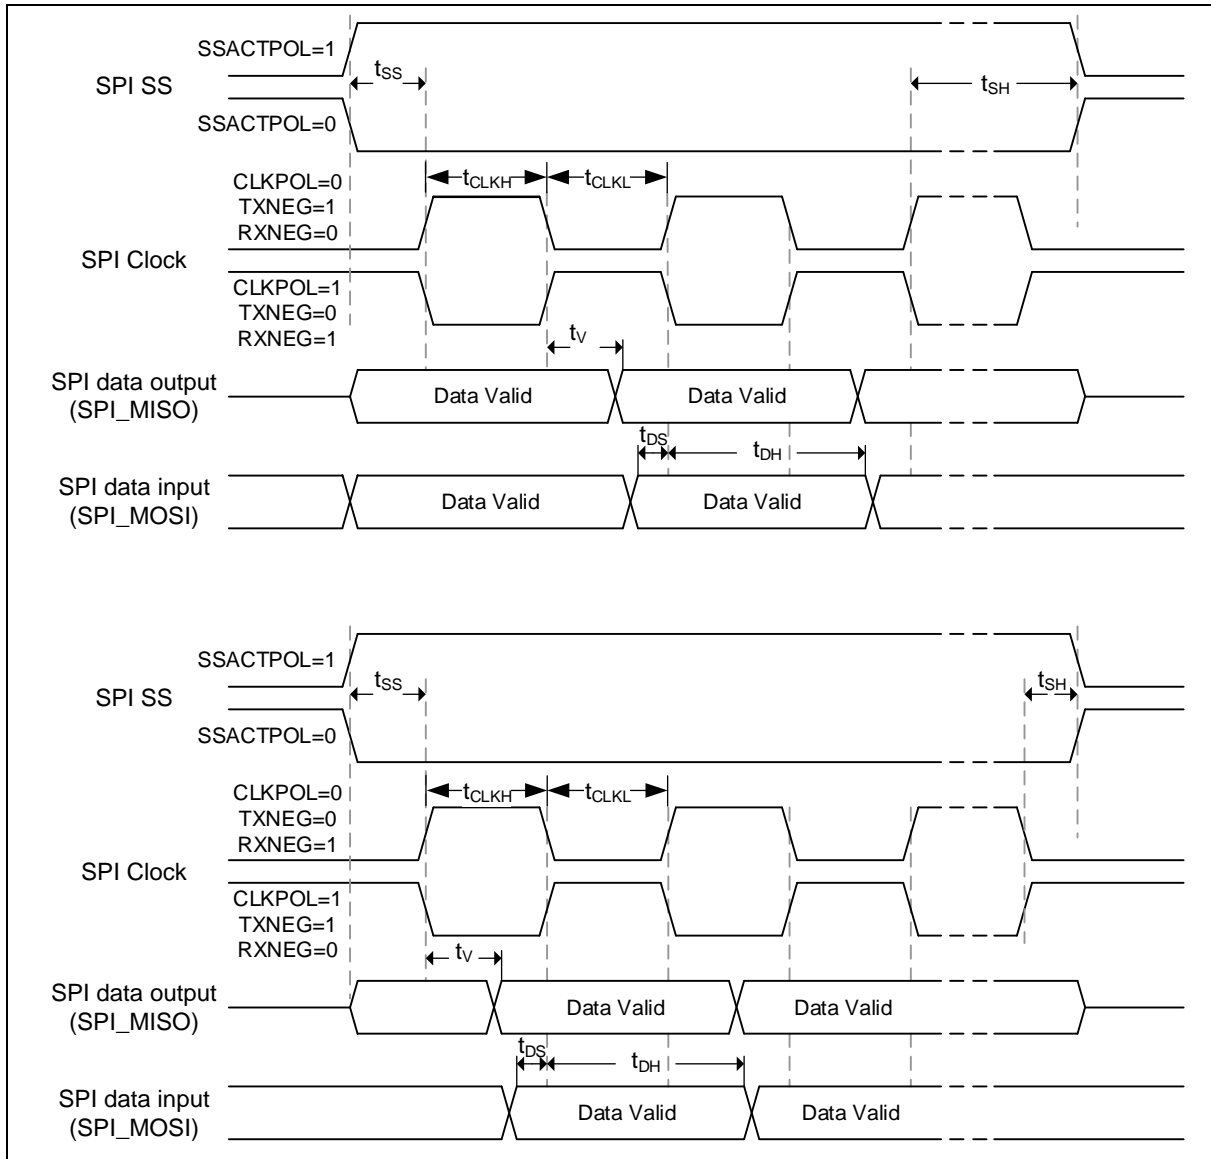 SSACTPOL=1
SPI SS
tSS
tSH
SSACTPOL=0
CLKPOL=0
TXNEG=1
RXNEG=0
tCLKH
tCLKL
SPI Clock
CLKPOL=1
TXNEG=0
RXNEG=1
tV
SPI data output
(SPI_MISO)
Data Valid
Data Valid
tDS
tDH
SPI data input
(SPI_MOSI)
Data Valid
Data Valid
SSACTPOL=1
SPI SS
tSS
tSH
SSACTPOL=0
CLKPOL=0
TXNEG=0
RXNEG=1
tCLKH
tCLKL
SPI Clock
CLKPOL=1
TXNEG=1
RXNEG=0
tV
SPI data output
(SPI_MISO)
Data Valid
Data Valid
tDS
tDH
SPI data input
(SPI_MOSI)
Data Valid
Data Valid